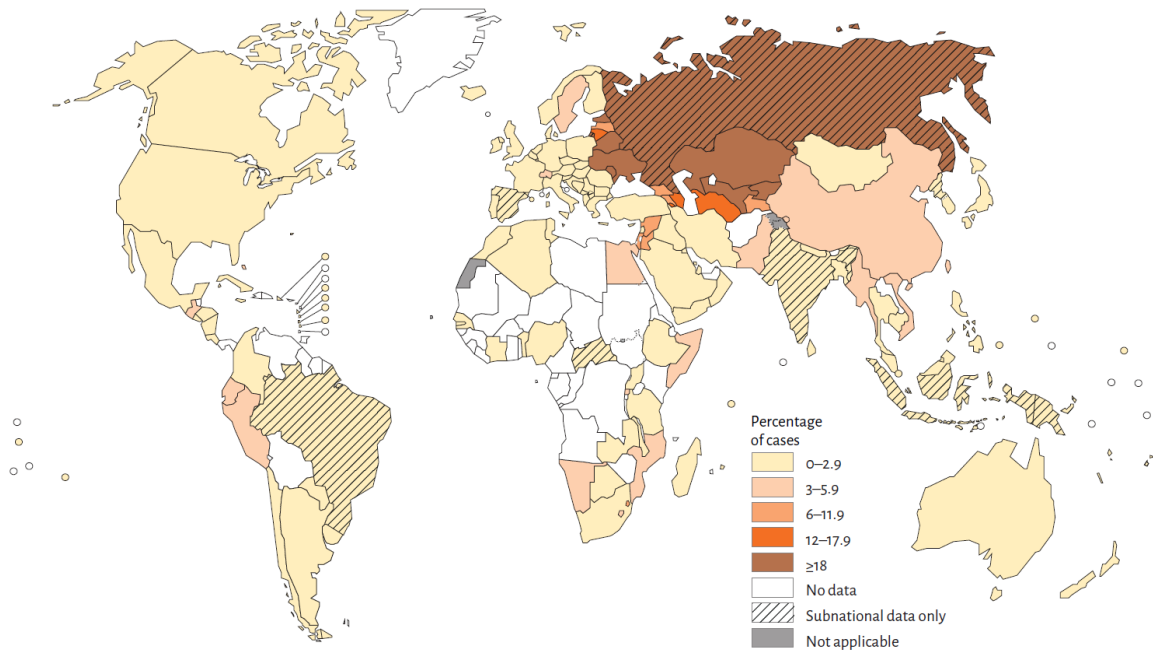 Percentage
of cases
0–2.9
3–5.9
6–11.9
12–17.9
≥18
No data
Subnational data only
Not applicable